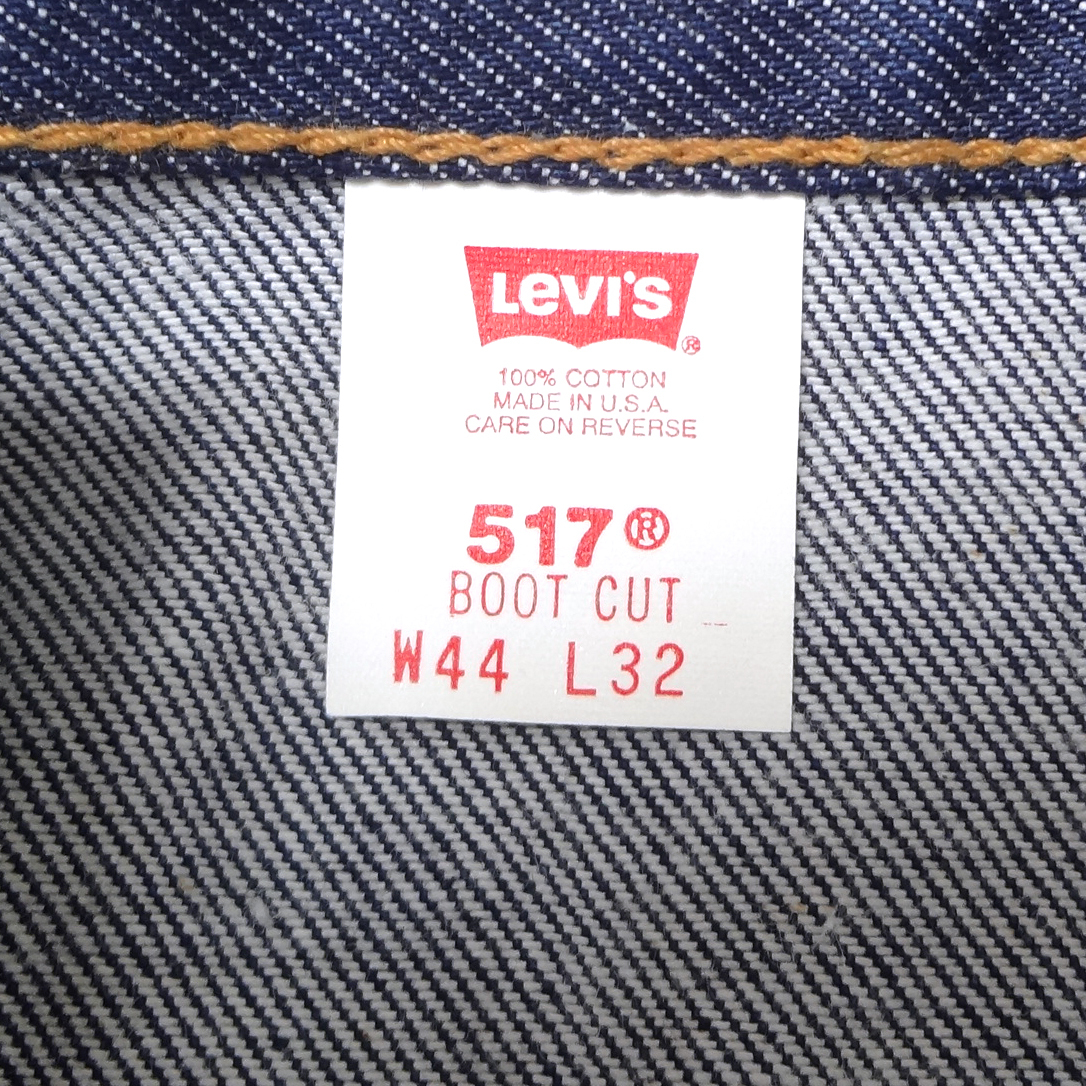 Levi's ®
100% COTTON
MADE IN U.S.A.
CARE ON REVERSE
517®
BOOT CUT
W44 L32